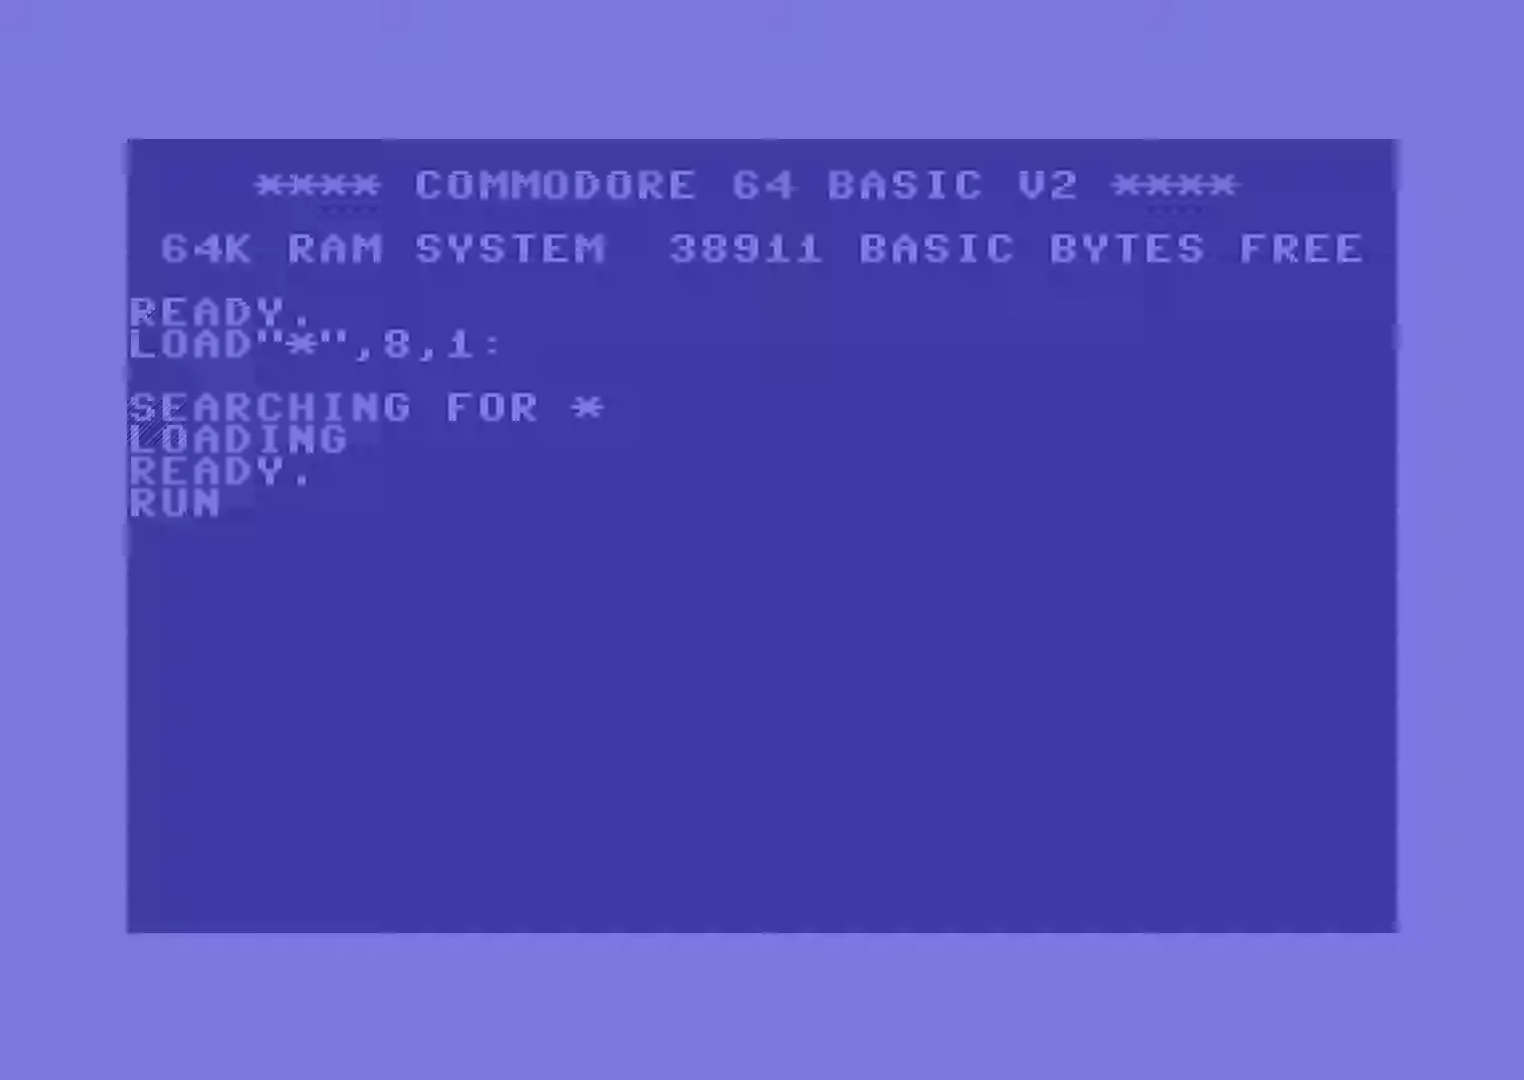 **** COMMODORE 64 BASIC V2 ****
64K RAM SYSTEM  38911 BASIC BYTES FREE
READY.
LOAD"*",8,1:
SEARCHING FOR *
LOADING
READY.
RUN